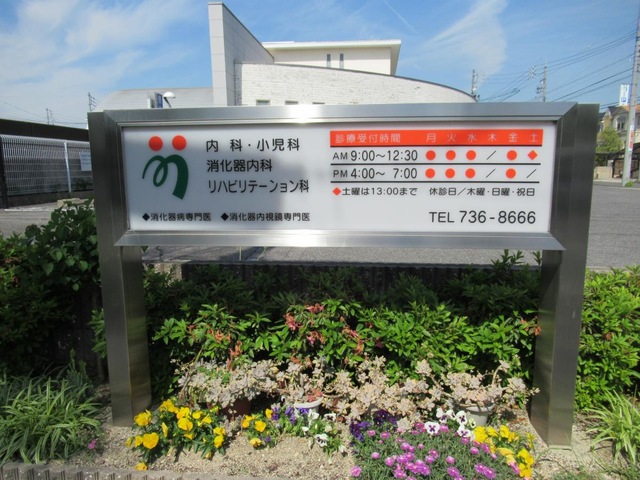 内 科・小児科
消化器内科
リハビリテーション科
◆消化器病専門医 ◆消化器内視鏡専門医
診療受付時間 月 火 水 木 金 土
AM 9:00～12:30 ● ● ● ／ ● ◆
PM 4:00～ 7:00 ● ● ● ／ ● ／
◆土曜は13:00まで 休診日／木曜・日曜・祝日
TEL 736-8666